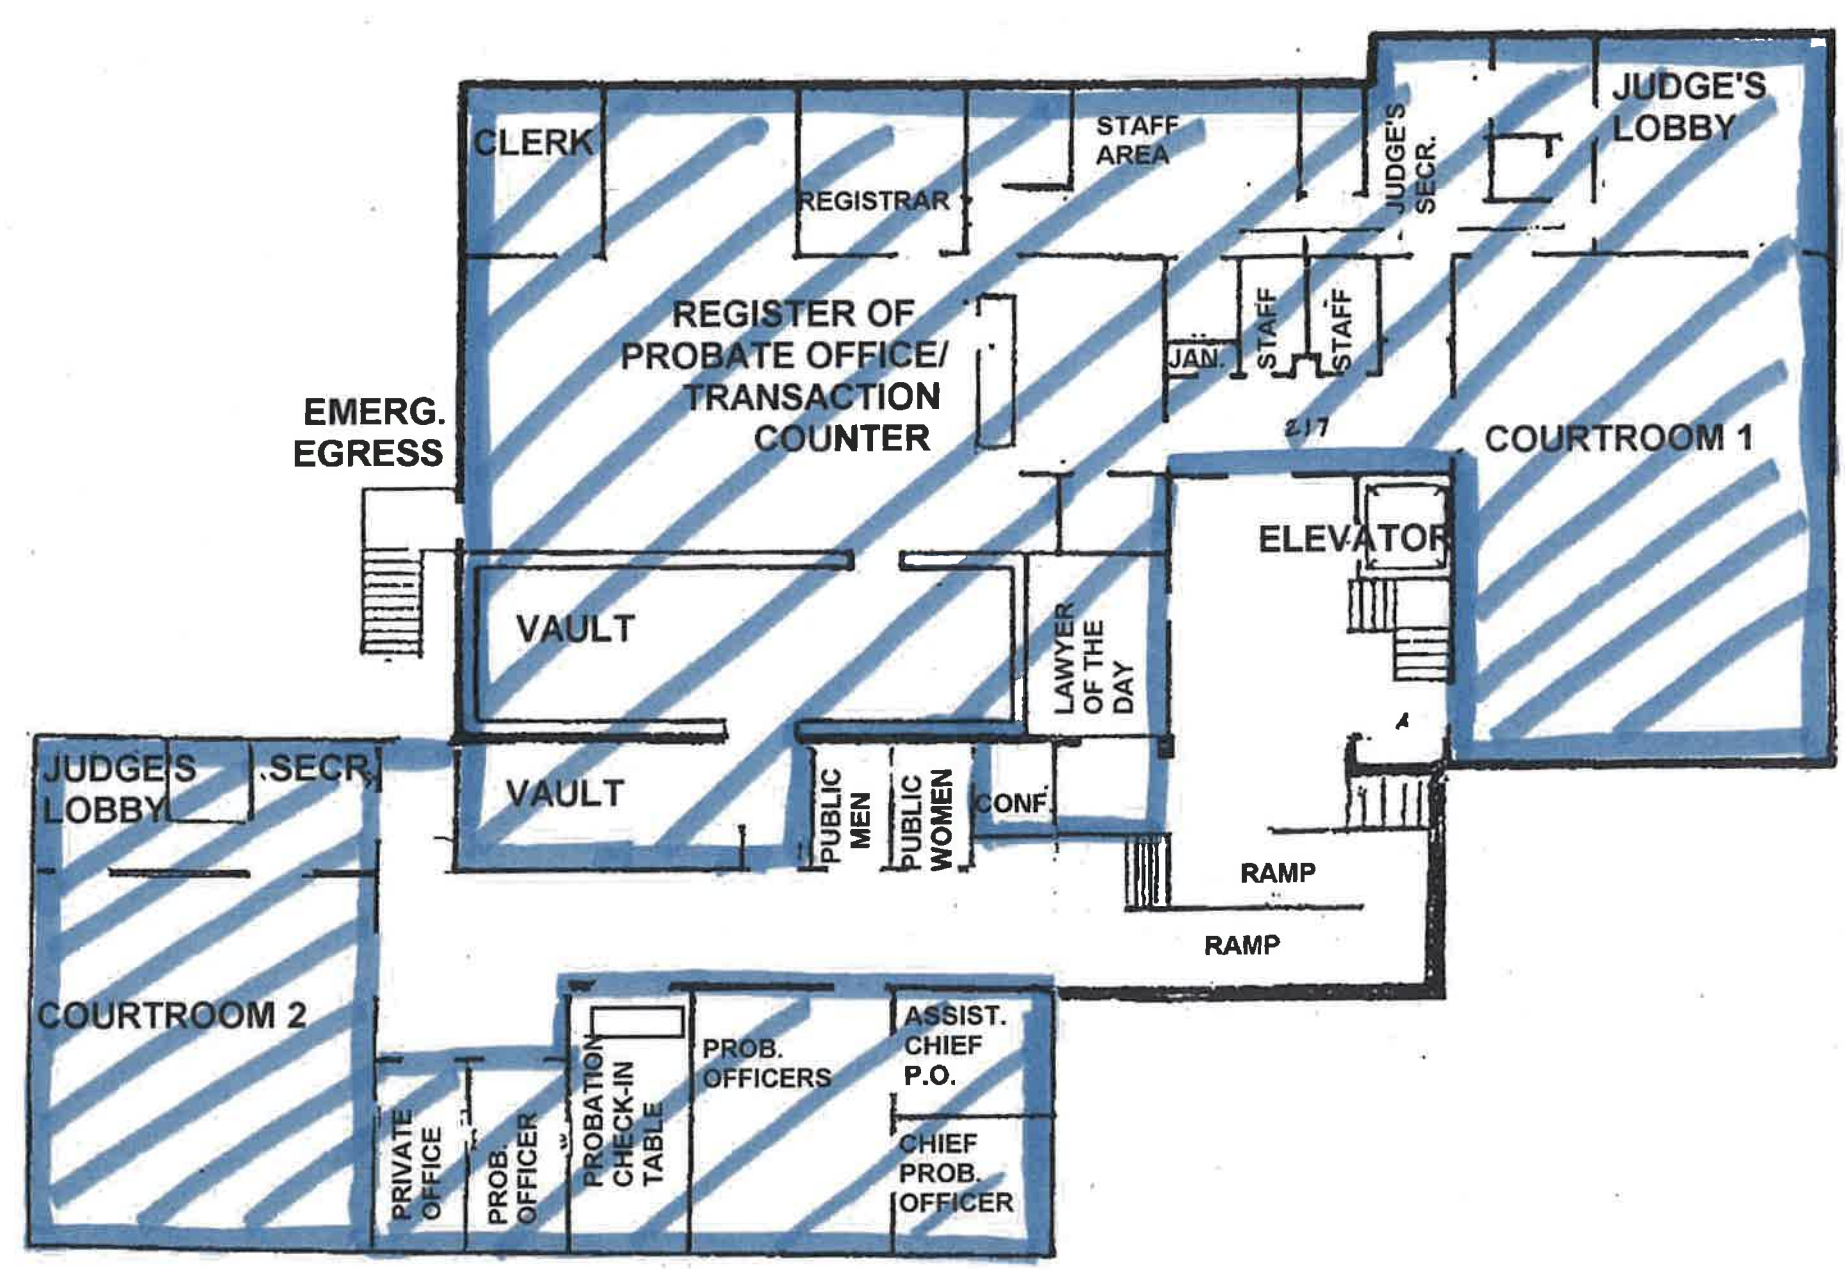 JUDGE'S
LOBBY
CLERK
STAFF
AREA
JUDGE'S
SECR.
REGISTRAR
REGISTER OF
PROBATE OFFICE/
TRANSACTION
COUNTER
JAN.
STAFF
STAFF
EMERG.
EGRESS
217
COURTROOM 1
ELEVATOR
VAULT
LAWYER
OF THE
DAY
JUDGE'S
LOBBY
SECR.
VAULT
PUBLIC
MEN
PUBLIC
WOMEN
CONF.
RAMP
RAMP
COURTROOM 2
PRIVATE
OFFICE
PROB.
OFFICER
PROBATION
CHECK-IN
TABLE
PROB.
OFFICERS
ASSIST.
CHIEF
P.O.
CHIEF
PROB.
OFFICER